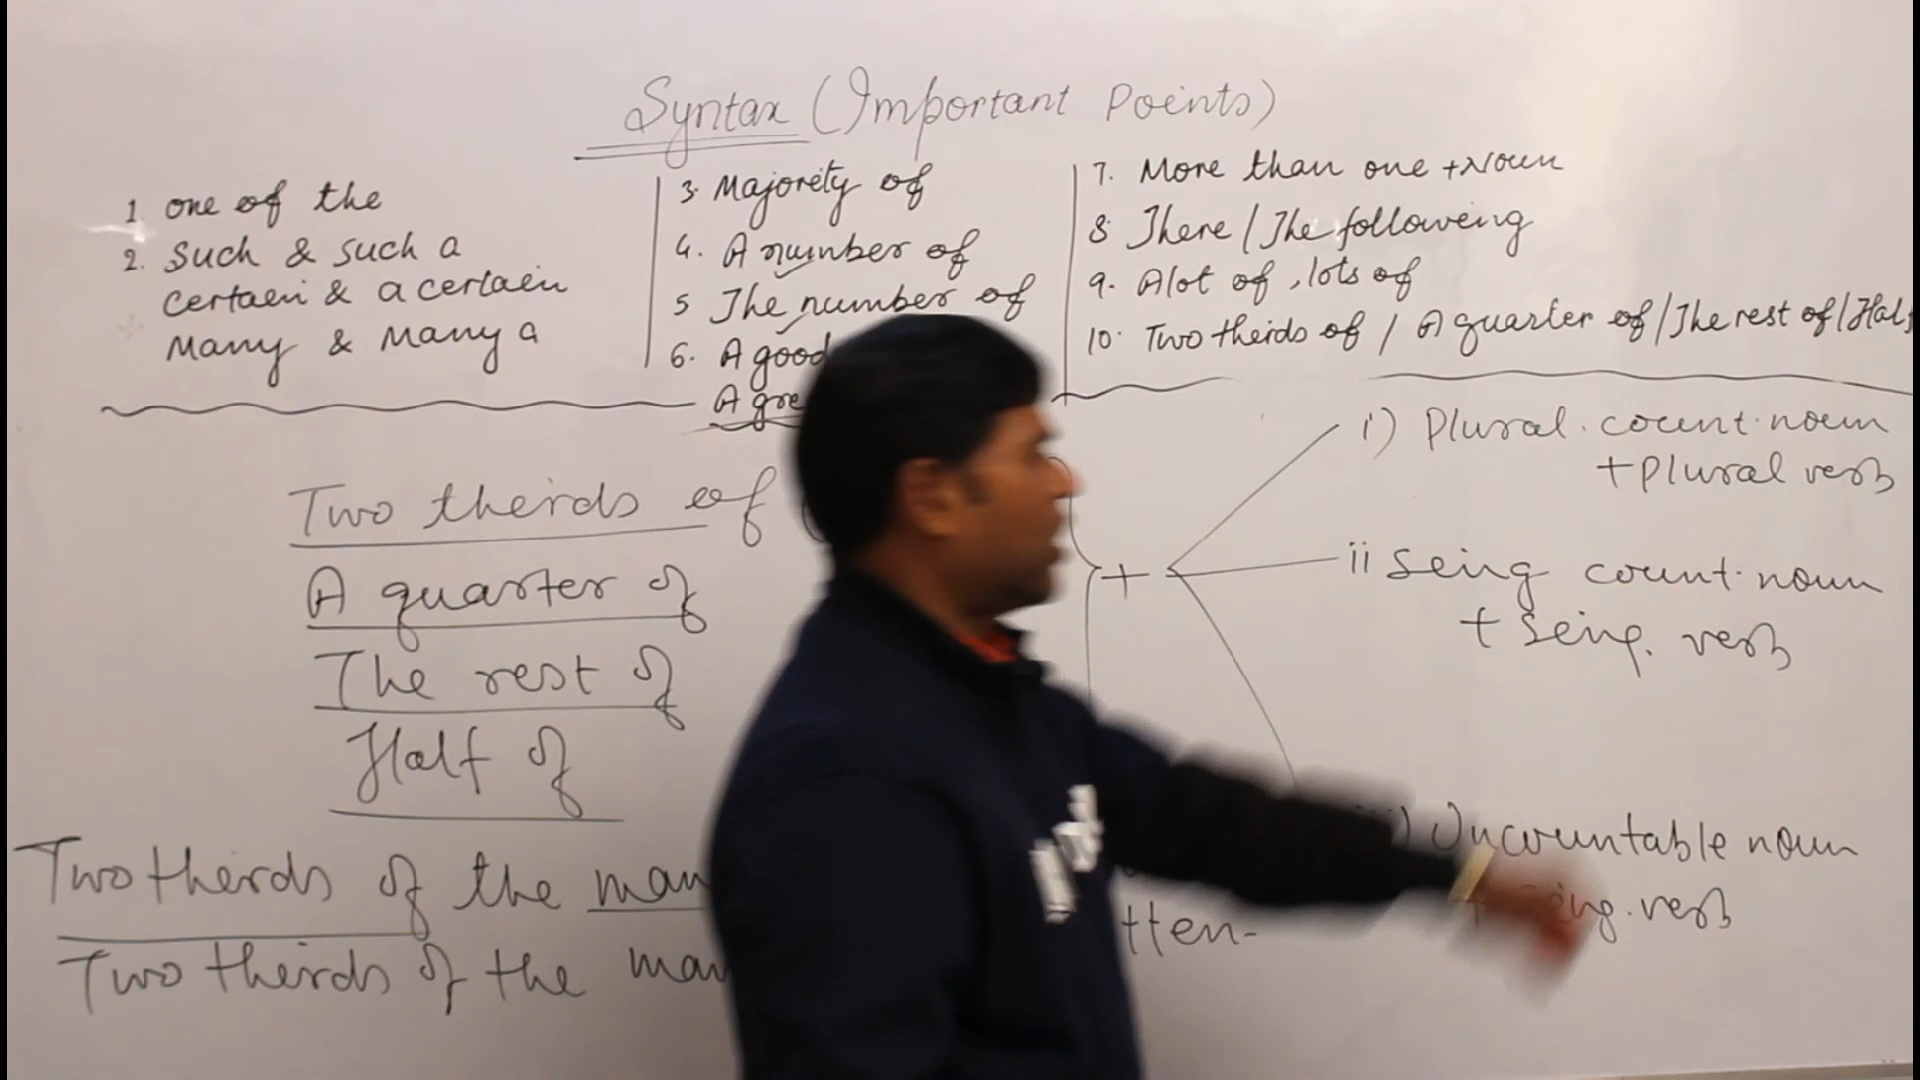 Syntax (Important Points)
1. one of the
2. Such & such a
certain & a certain
Many & Many a
3. Majority of
4. A number of
5 The number of
6. A good
A gre
7. More than one + Noun
8. There / The following
9. A lot of , lots of
10. Two thirds of / A quarter of / The rest of / Half
Two thirds of
A quarter of
The rest of
Half of
+
i) Plural. count. noun
+ plural verb
ii Sing count. noun
+ sing. verb
Uncountable noun
+ sing. verb
Two thirds of the man
tten-
Two thirds of the man